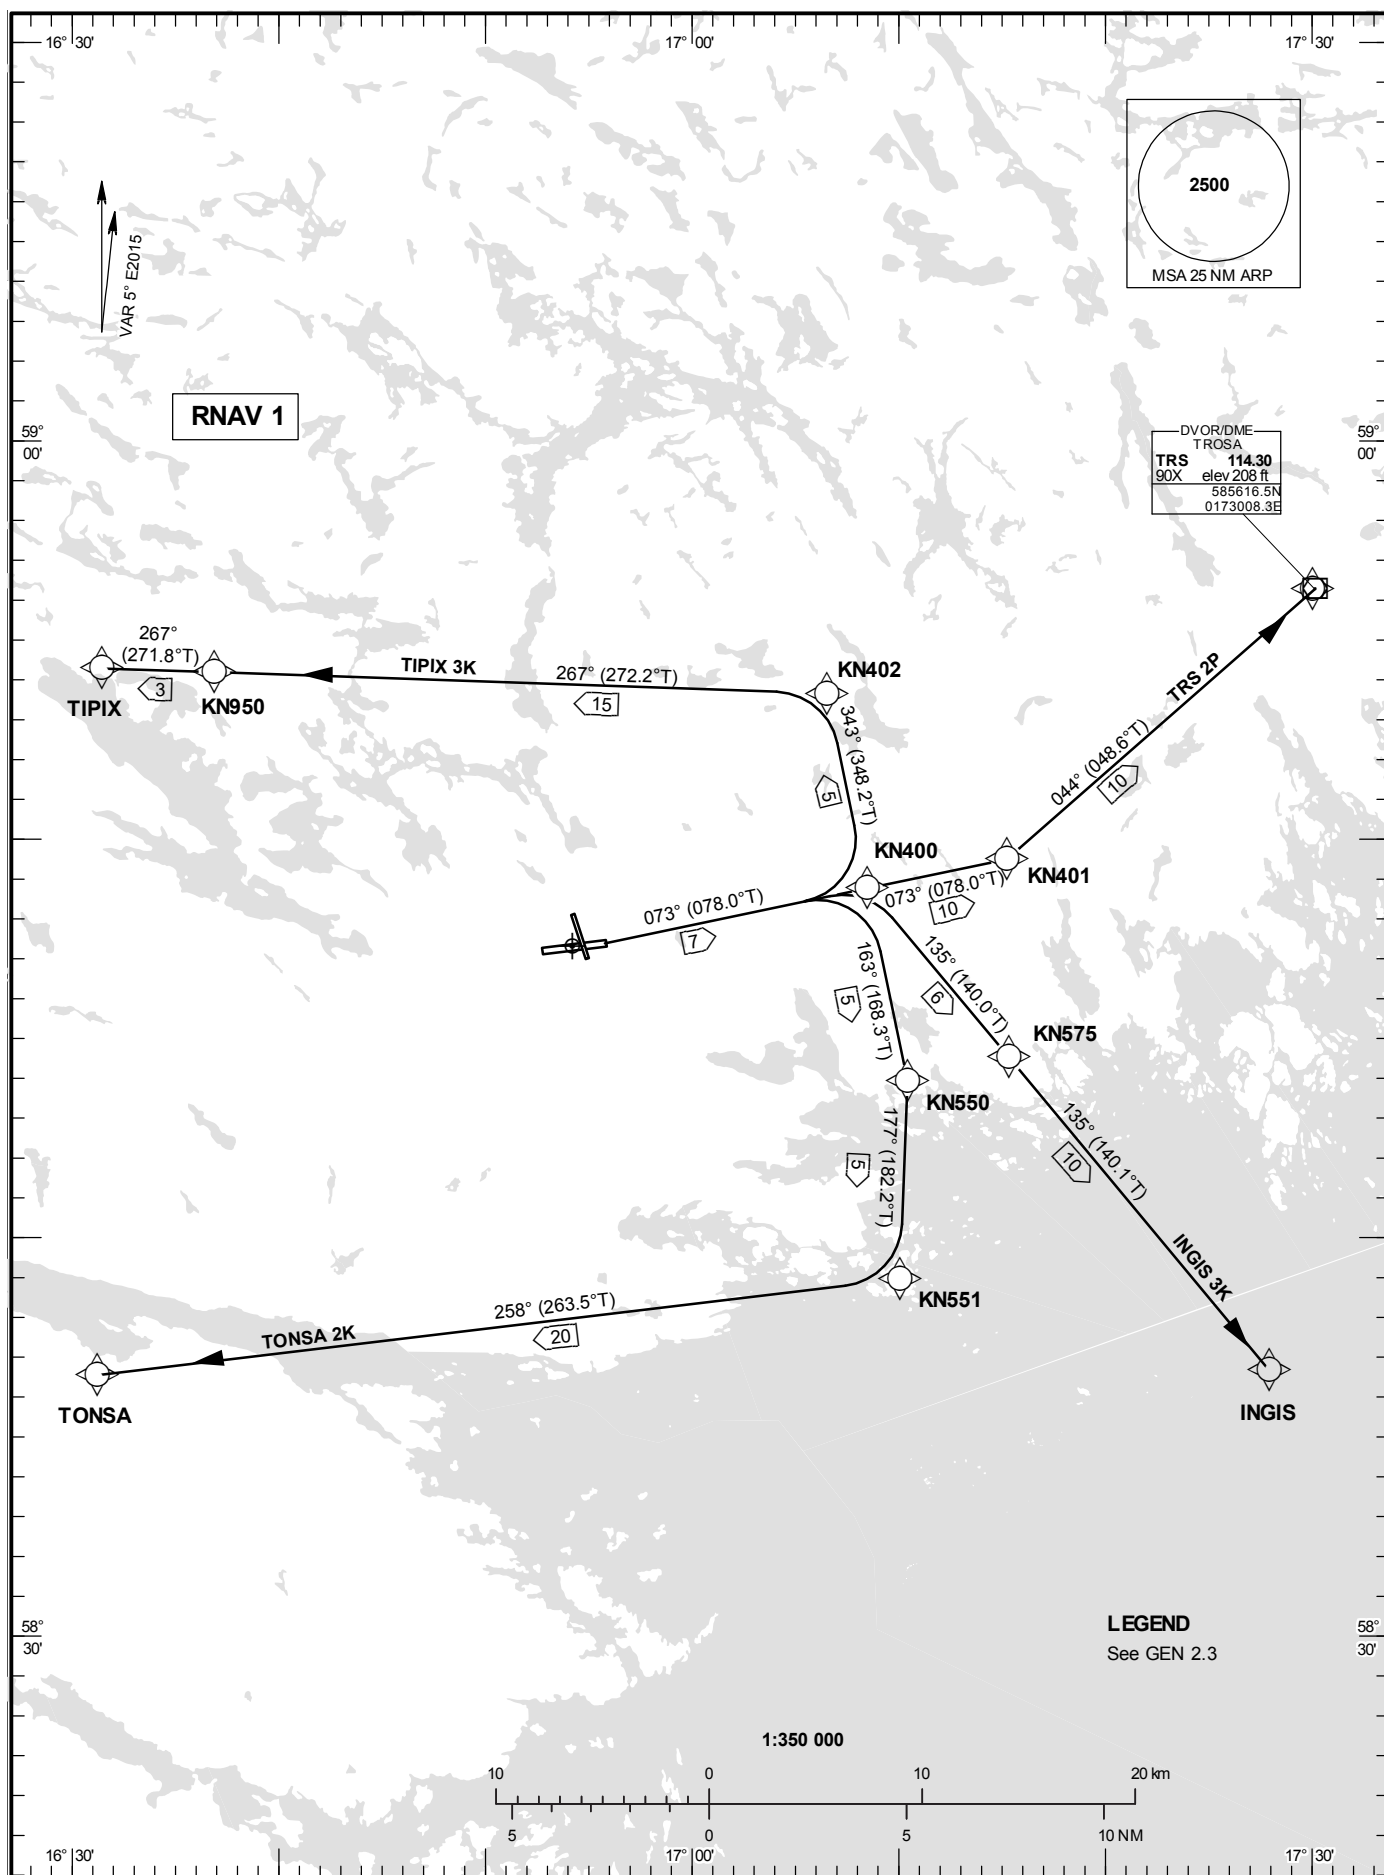 16° 30'
17° 00'
17° 30'
2500
MSA 25 NM ARP
VAR 5° E2015
RNAV 1
59°
00'
59°
00'
DVOR/DME
TROSA
TRS 114.30
90X elev 208 ft
585616.5N
0173008.3E
267°
(271.8°T)
3
TIPIX
KN950
TIPIX 3K
267° (272.2°T)
15
KN402
343° (348.2°T)
5
TRS 2P
044° (048.6°T)
10
KN400
KN401
073° (078.0°T)
10
073° (078.0°T)
7
163° (168.3°T)
5
135° (140.0°T)
6
KN575
KN550
177° (182.2°T)
5
135° (140.1°T)
10
INGIS 3K
KN551
258° (263.5°T)
20
TONSA 2K
TONSA
INGIS
58°
30'
58°
30'
LEGEND
See GEN 2.3
1:350 000
10 0 10 20 km
5 0 5 10 NM
16° 30'
17° 00'
17° 30'